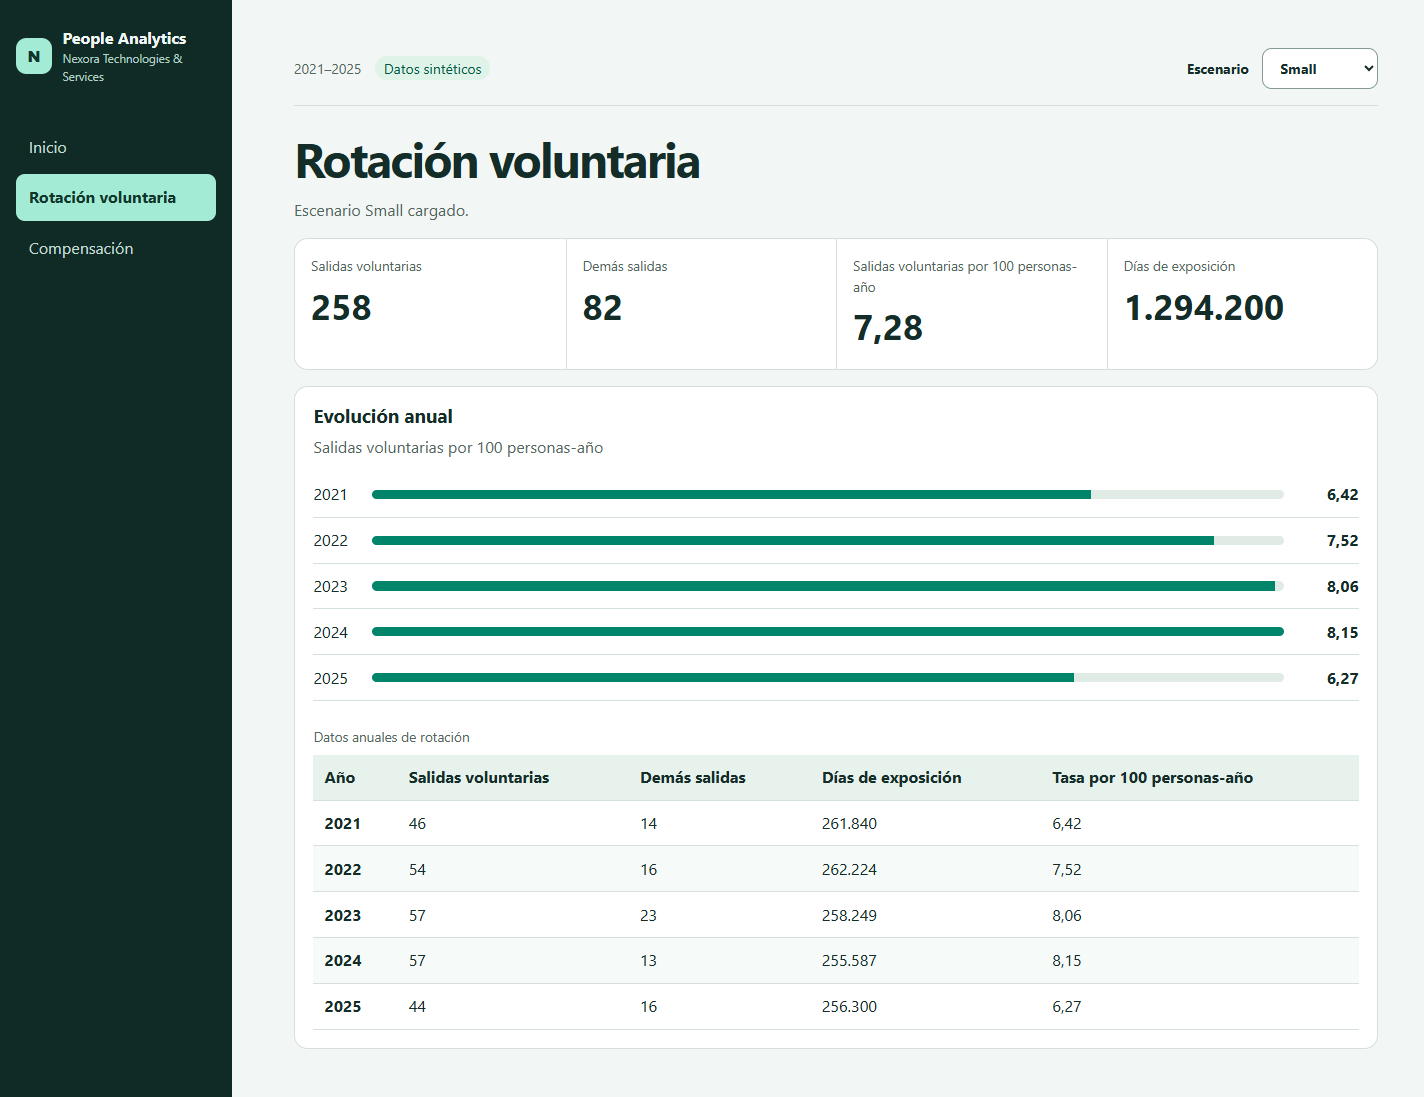 N
People Analytics
Nexora Technologies &
Services
Inicio
Rotación voluntaria
Compensación
2021–2025 Datos sintéticos Escenario Small
Rotación voluntaria
Escenario Small cargado.
Salidas voluntarias
258
Demás salidas
82
Salidas voluntarias por 100 personas-
año
7,28
Días de exposición
1.294.200
Evolución anual
Salidas voluntarias por 100 personas-año
2021 6,42
2022 7,52
2023 8,06
2024 8,15
2025 6,27
Datos anuales de rotación
Año Salidas voluntarias Demás salidas Días de exposición Tasa por 100 personas-año
2021 46 14 261.840 6,42
2022 54 16 262.224 7,52
2023 57 23 258.249 8,06
2024 57 13 255.587 8,15
2025 44 16 256.300 6,27